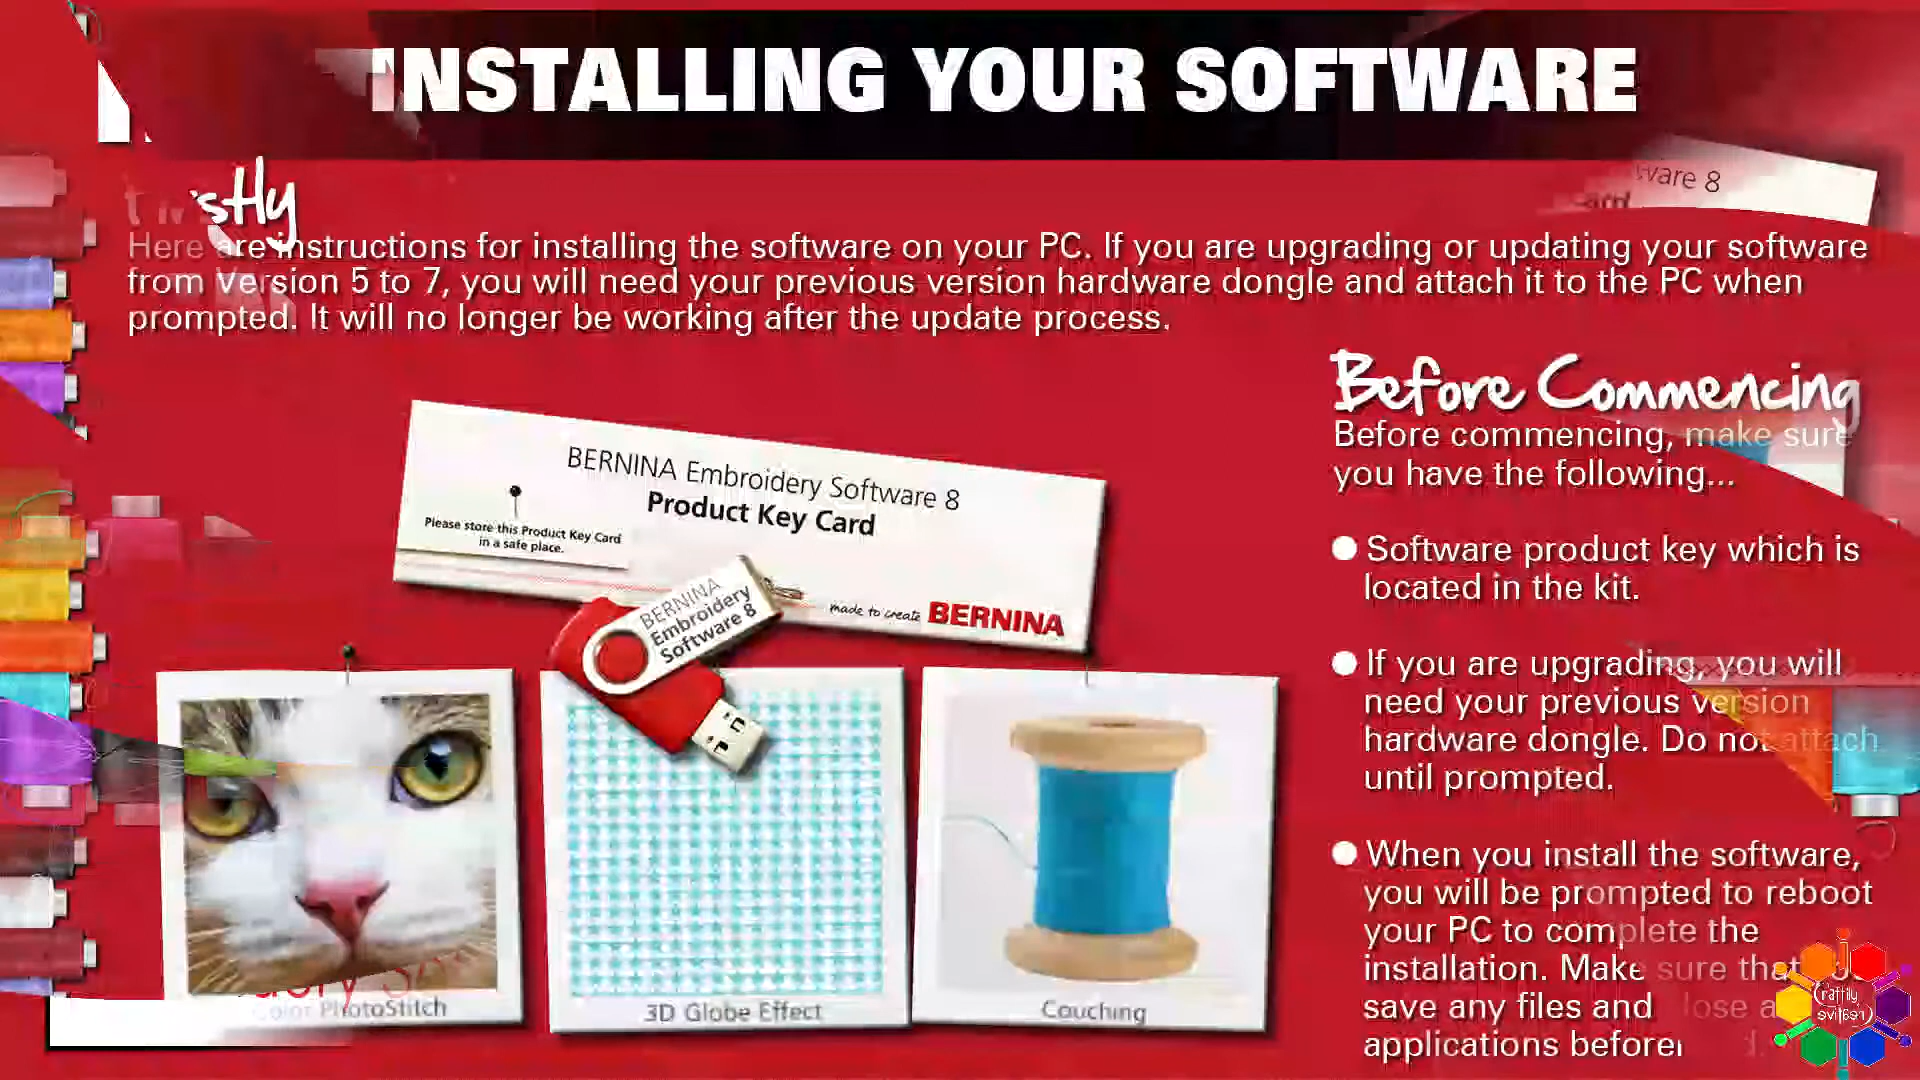 INSTALLING YOUR SOFTWARE
Firstly
Here are instructions for installing the software on your PC. If you are upgrading or updating your software
from Version 5 to 7, you will need your previous version hardware dongle and attach it to the PC when
prompted. It will no longer be working after the update process.
ware 8
Before Commencing
Before commencing, make sure
you have the following...
● Software product key which is
located in the kit.
● If you are upgrading, you will
need your previous version
hardware dongle. Do not attach
until prompted.
● When you install the software,
you will be prompted to reboot
your PC to complete the
installation. Make sure that
save any files and
applications before
BERNINA Embroidery Software 8
Product Key Card
Please store this Product Key Card
in a safe place.
made to create BERNINA
BERNINA
Embroidery
Software 8
Color PhotoStitch
3D Globe Effect
Couching
Craftily